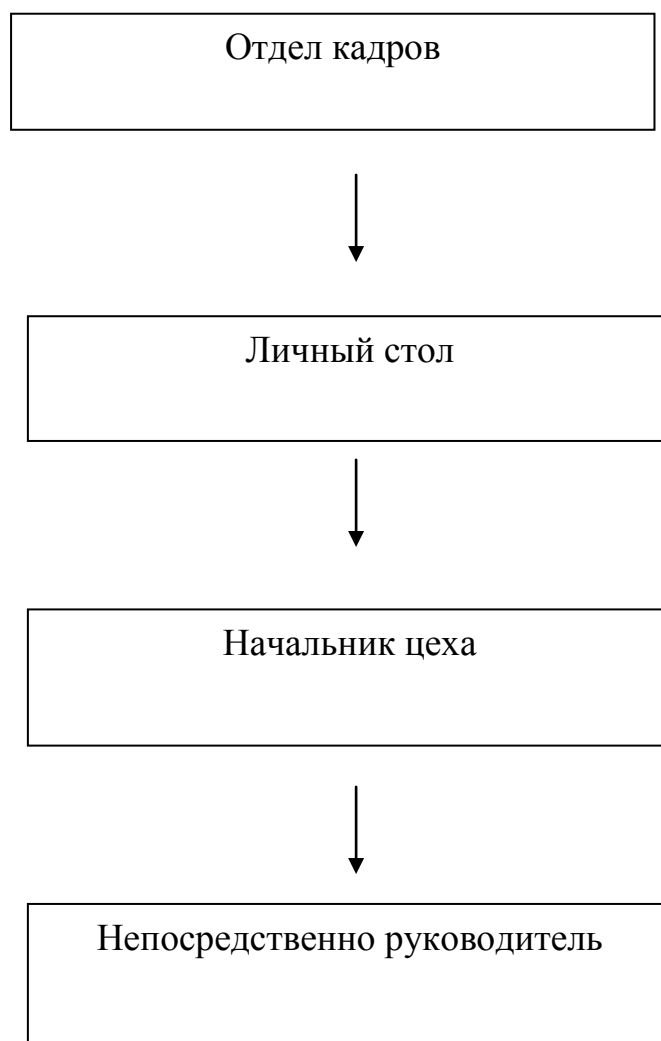 Отдел кадров
Личный стол
Начальник цеха
Непосредственно руководитель